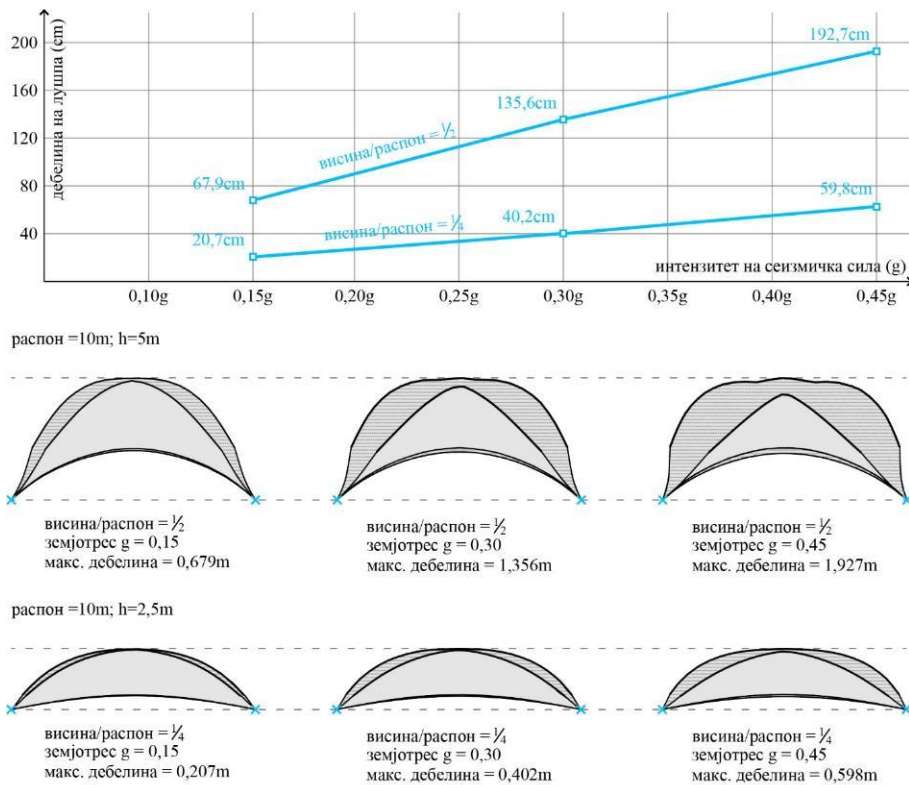 дебелина на лушпа (cm)
200
160
120
80
40
192,7cm
135,6cm
висина/распон = ½
67,9cm
59,8cm
40,2cm
20,7cm
висина/распон = ¼
интензитет на сеизмичка сила (g)
0,10g 0,15g 0,20g 0,25g 0,30g 0,35g 0,40g 0,45g
распон =10m; h=5m
висина/распон = ½
земјотрес g = 0,15
макс. дебелина = 0,679m
висина/распон = ½
земјотрес g = 0,30
макс. дебелина = 1,356m
висина/распон = ½
земјотрес g = 0,45
макс. дебелина = 1,927m
распон =10m; h=2,5m
висина/распон = ¼
земјотрес g = 0,15
макс. дебелина = 0,207m
висина/распон = ¼
земјотрес g = 0,30
макс. дебелина = 0,402m
висина/распон = ¼
земјотрес g = 0,45
макс. дебелина = 0,598m